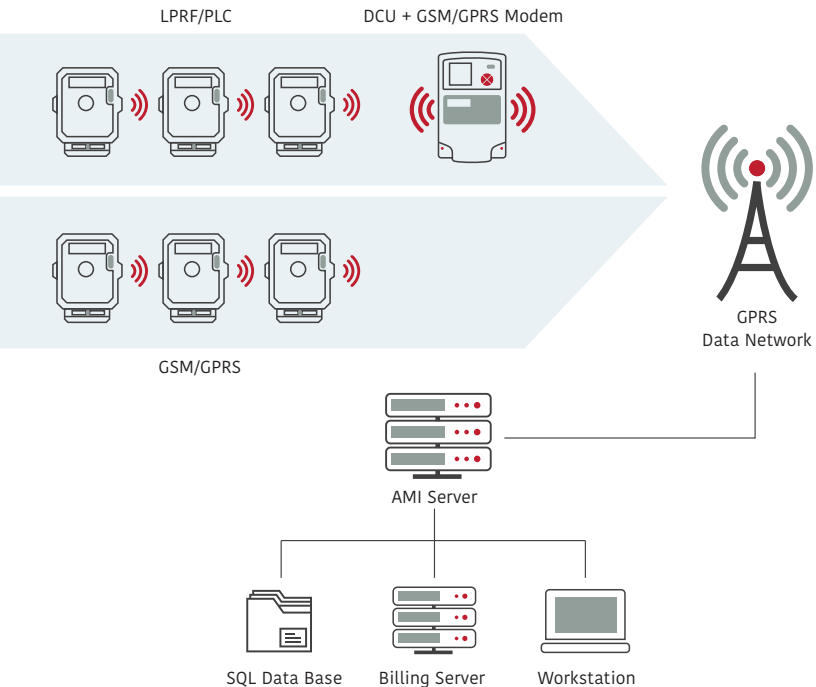 LPRF/PLC
DCU + GSM/GPRS Modem
GPRS
Data Network
GSM/GPRS
AMI Server
SQL Data Base
Billing Server
Workstation